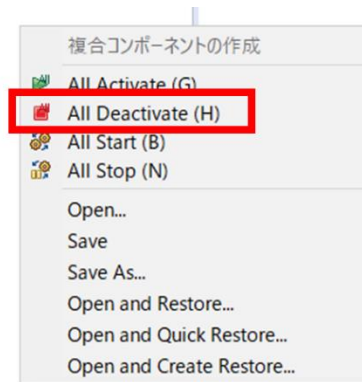 複合コンポーネントの作成
All Activate (G)
All Deactivate (H)
All Start (B)
All Stop (N)
Open...
Save
Save As...
Open and Restore...
Open and Quick Restore...
Open and Create Restore...